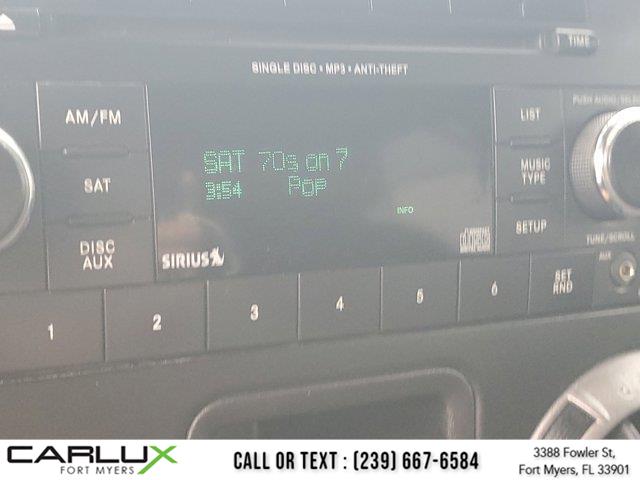 TIME
SINGLE DISC • MP3 • ANTI-THEFT
AM/FM
SAT
DISC
AUX
SAT 70s on 7
3:54 Pop
INFO
SIRIUS
LIST
MUSIC
TYPE
SETUP
PUSH AUDIO/SELE
TUNE/SCROLL
AUX
SET
RND
1 2 3 4 5 6
CARLUX
FORT MYERS
CALL OR TEXT : (239) 667-6584
3388 Fowler St,
Fort Myers, FL 33901